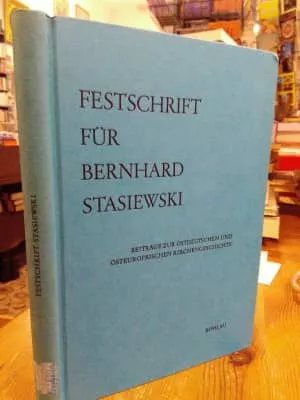 FESTSCHRIFT
FÜR
BERNHARD
STASIEWSKI
BEITRÄGE ZUR OSTDEUTSCHEN UND
OSTEUROPÄISCHEN KIRCHENGESCHICHTE
BÖHLAU
FESTSCHRIFT STASIEWSKI